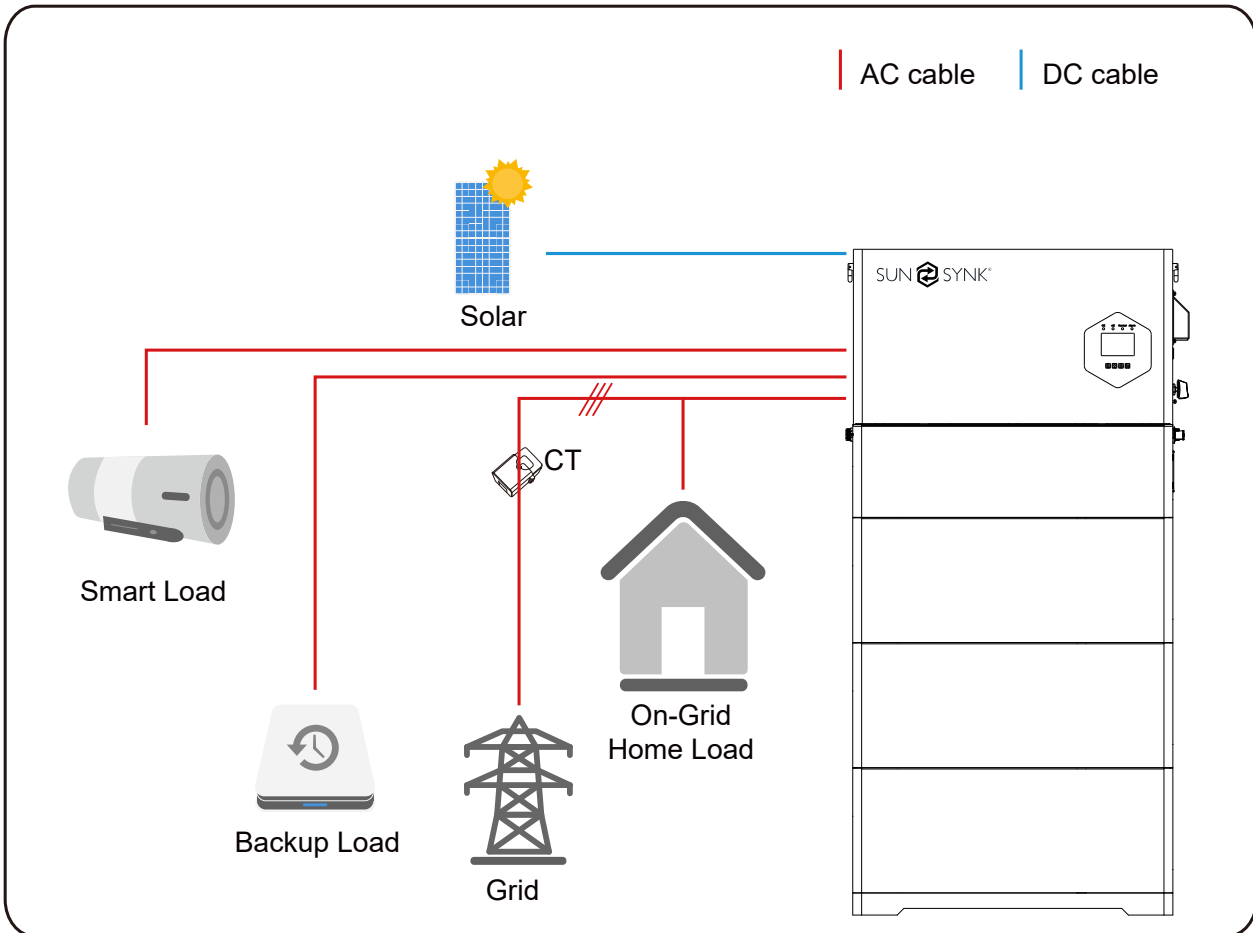 AC cable
DC cable
SUN SYNK®
Solar
CT
Smart Load
On-Grid
Home Load
Backup Load
Grid